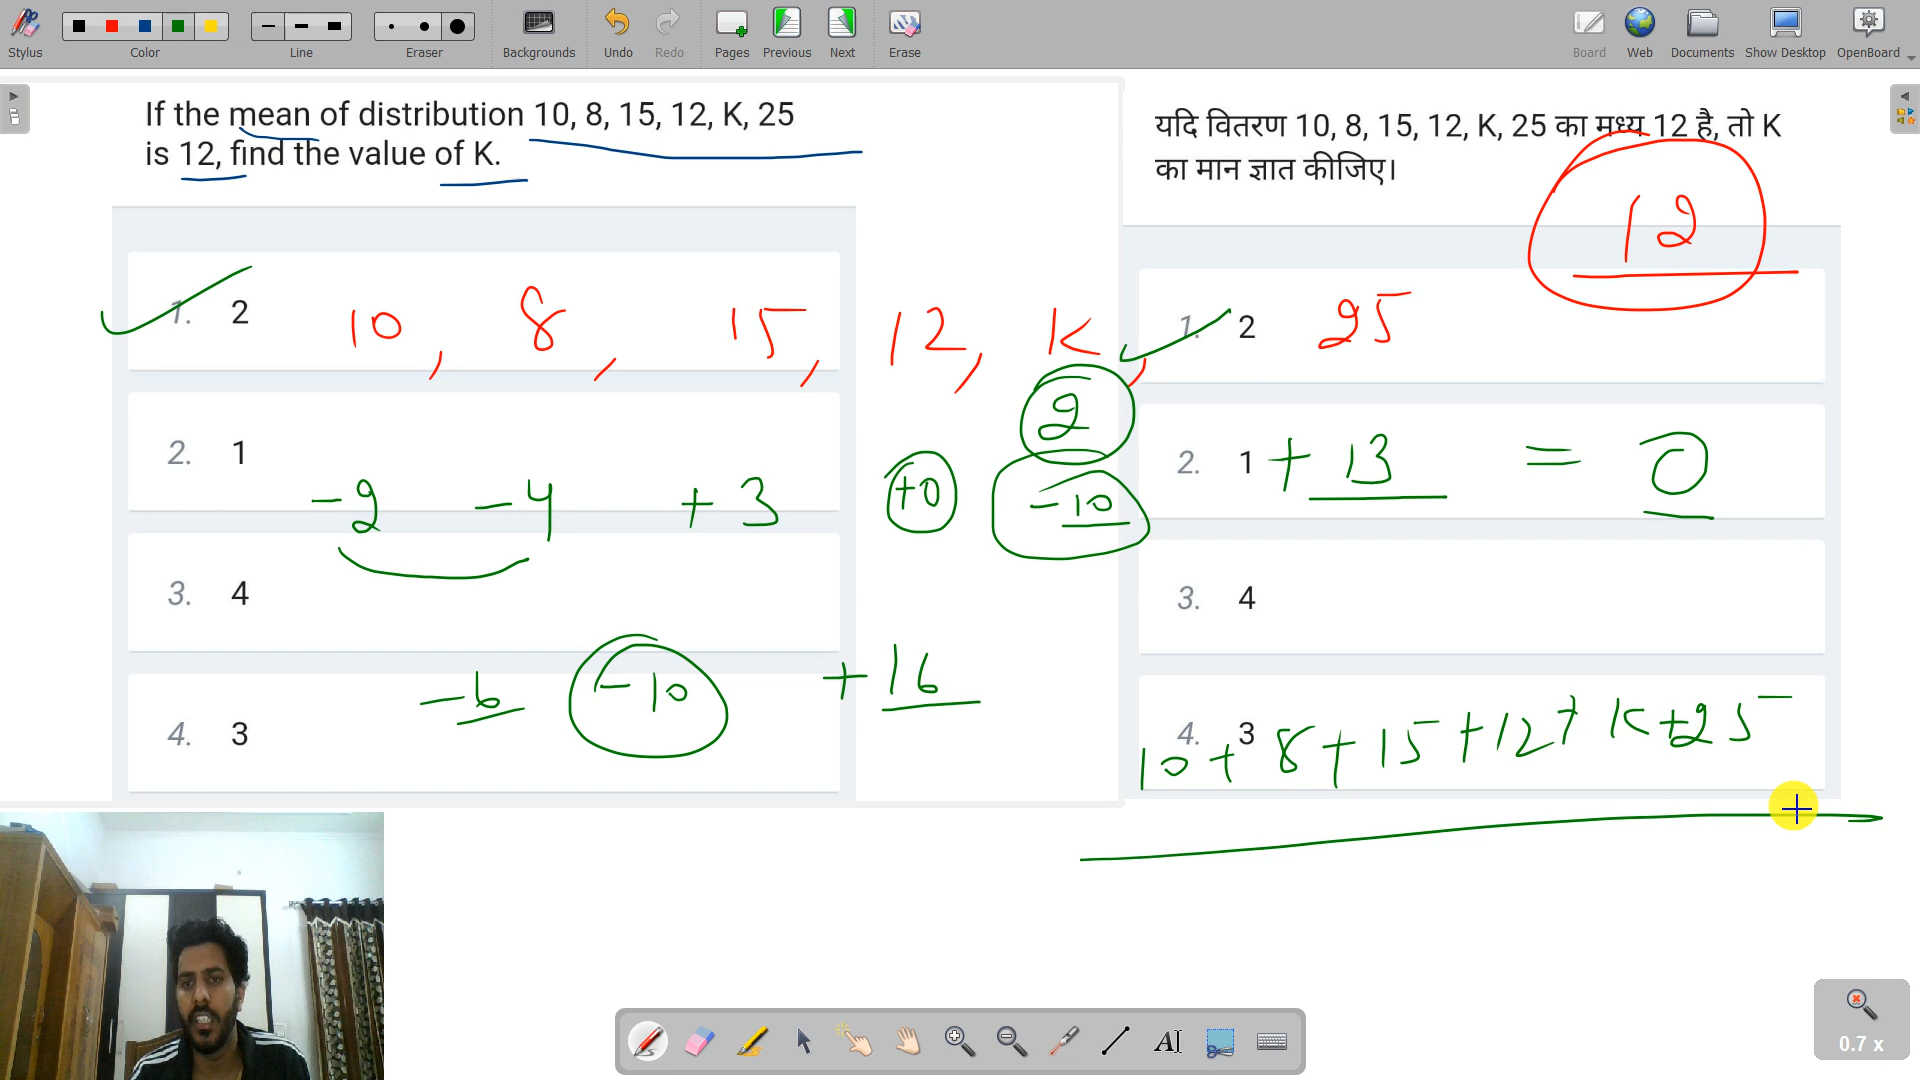 Stylus Color Line Eraser Backgrounds Undo Redo Pages Previous Next Erase Board Web Documents Show Desktop OpenBoard
If the mean of distribution 10, 8, 15, 12, K, 25
is 12, find the value of K.
1. 2
2. 1
3. 4
4. 3
यदि वितरण 10, 8, 15, 12, K, 25 का मध्य 12 है, तो K
का मान ज्ञात कीजिए।
12
1. 2
2. 1
3. 4
4. 3
10, 8, 15, 12, K, 25
2
-2 -4 +3 +0 -10 +13 = 0
-6 -10 +16
10+8+15+12+K+25
0.7 x